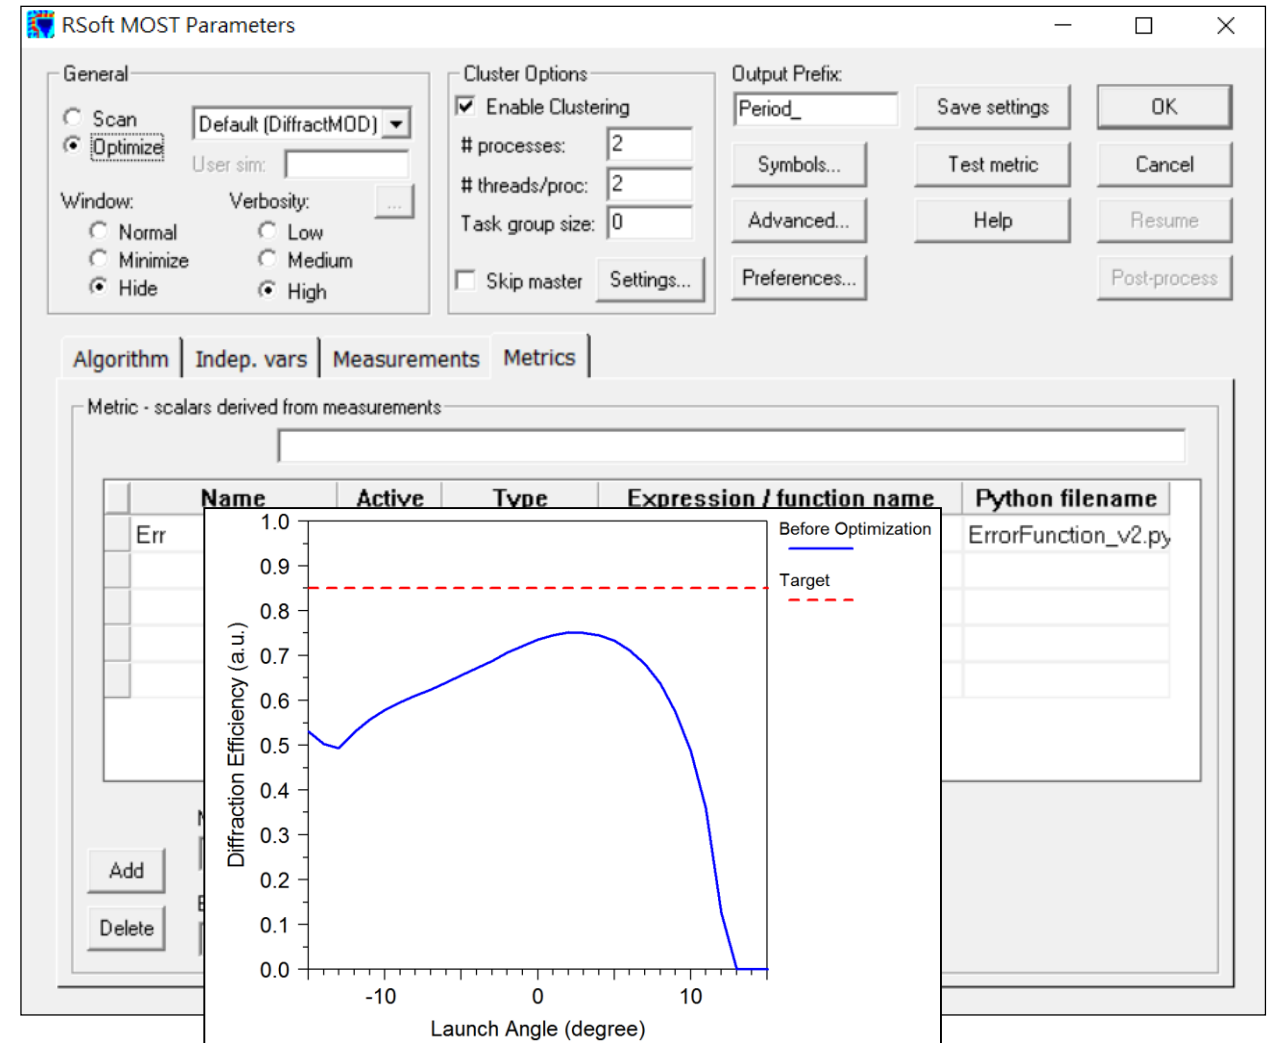 RSoft MOST Parameters
General
Scan
Optimize
Default (DiffractMOD)
User sim:
Window:
Verbosity:
...
Normal
Low
Minimize
Medium
Hide
High
Cluster Options
Enable Clustering
# processes: 2
# threads/proc: 2
Task group size: 0
Skip master
Settings...
Output Prefix:
Period_
Save settings
OK
Symbols...
Test metric
Cancel
Advanced...
Help
Resume
Preferences...
Post-process
Algorithm
Indep. vars
Measurements
Metrics
Metric - scalars derived from measurements
Name
Active
Type
Expression / function name
Python filename
Err
ErrorFunction_v2.py
Add
Delete
Before Optimization
Target
1.0
0.9
0.8
0.7
0.6
0.5
0.4
0.3
0.2
0.1
0.0
Diffraction Efficiency (a.u.)
-10
0
10
Launch Angle (degree)